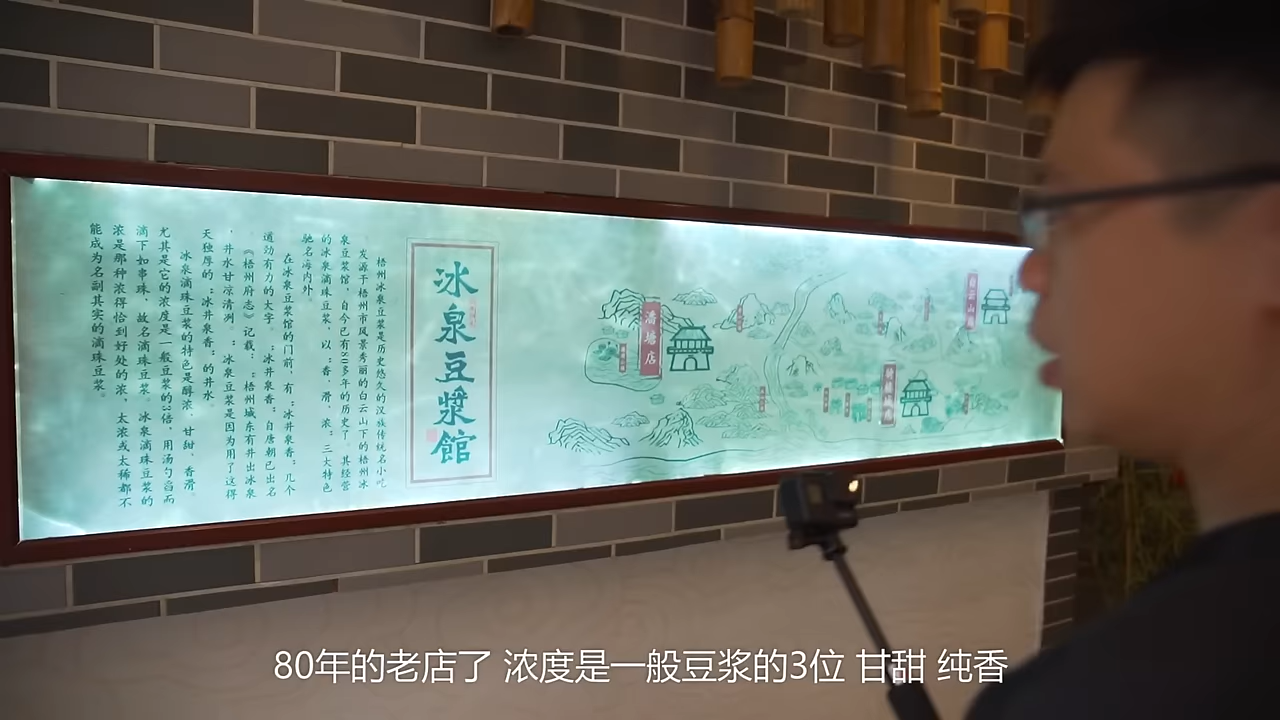 冰泉豆漿館
梧州冰泉豆浆是历史悠久的汉族传统名小吃
发源于梧州市风景秀丽的白云山下的梧州冰
泉豆浆馆，自今已有80多年的历史了。其经营
的冰泉滴珠豆浆，以“香，滑，浓”三大特色
驰名海内外。
在冰泉豆浆馆的门前，有“冰井泉香”几个
遒劲有力的大字。“冰井泉香”自唐朝已出名
《梧州府志》记载：“梧州城东有井出冰泉
，井水甘凉清冽。”冰泉豆浆是因为用了这得
天独厚的“冰井泉香”的井水。
冰泉滴珠豆浆的特色是醇浓、甘甜、香滑，
尤其是它的浓度是一般豆浆的3倍，用汤勺舀而
滴下如串珠，故名滴珠豆浆。冰泉滴珠豆浆的
浓是那种浓得恰到好处的浓，太浓或太稀都不
能成为名副其实的滴珠豆浆。
潘塘店
白云山
80年的老店了 浓度是一般豆浆的3位 甘甜 纯香